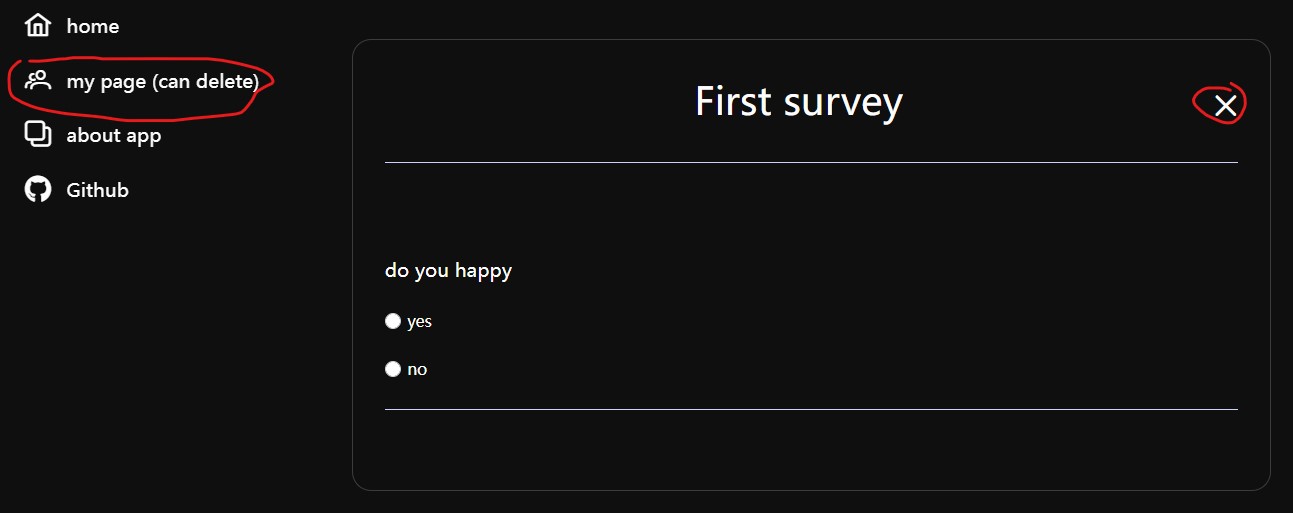 home
my page (can delete)
about app
Github
First survey
do you happy
yes
no